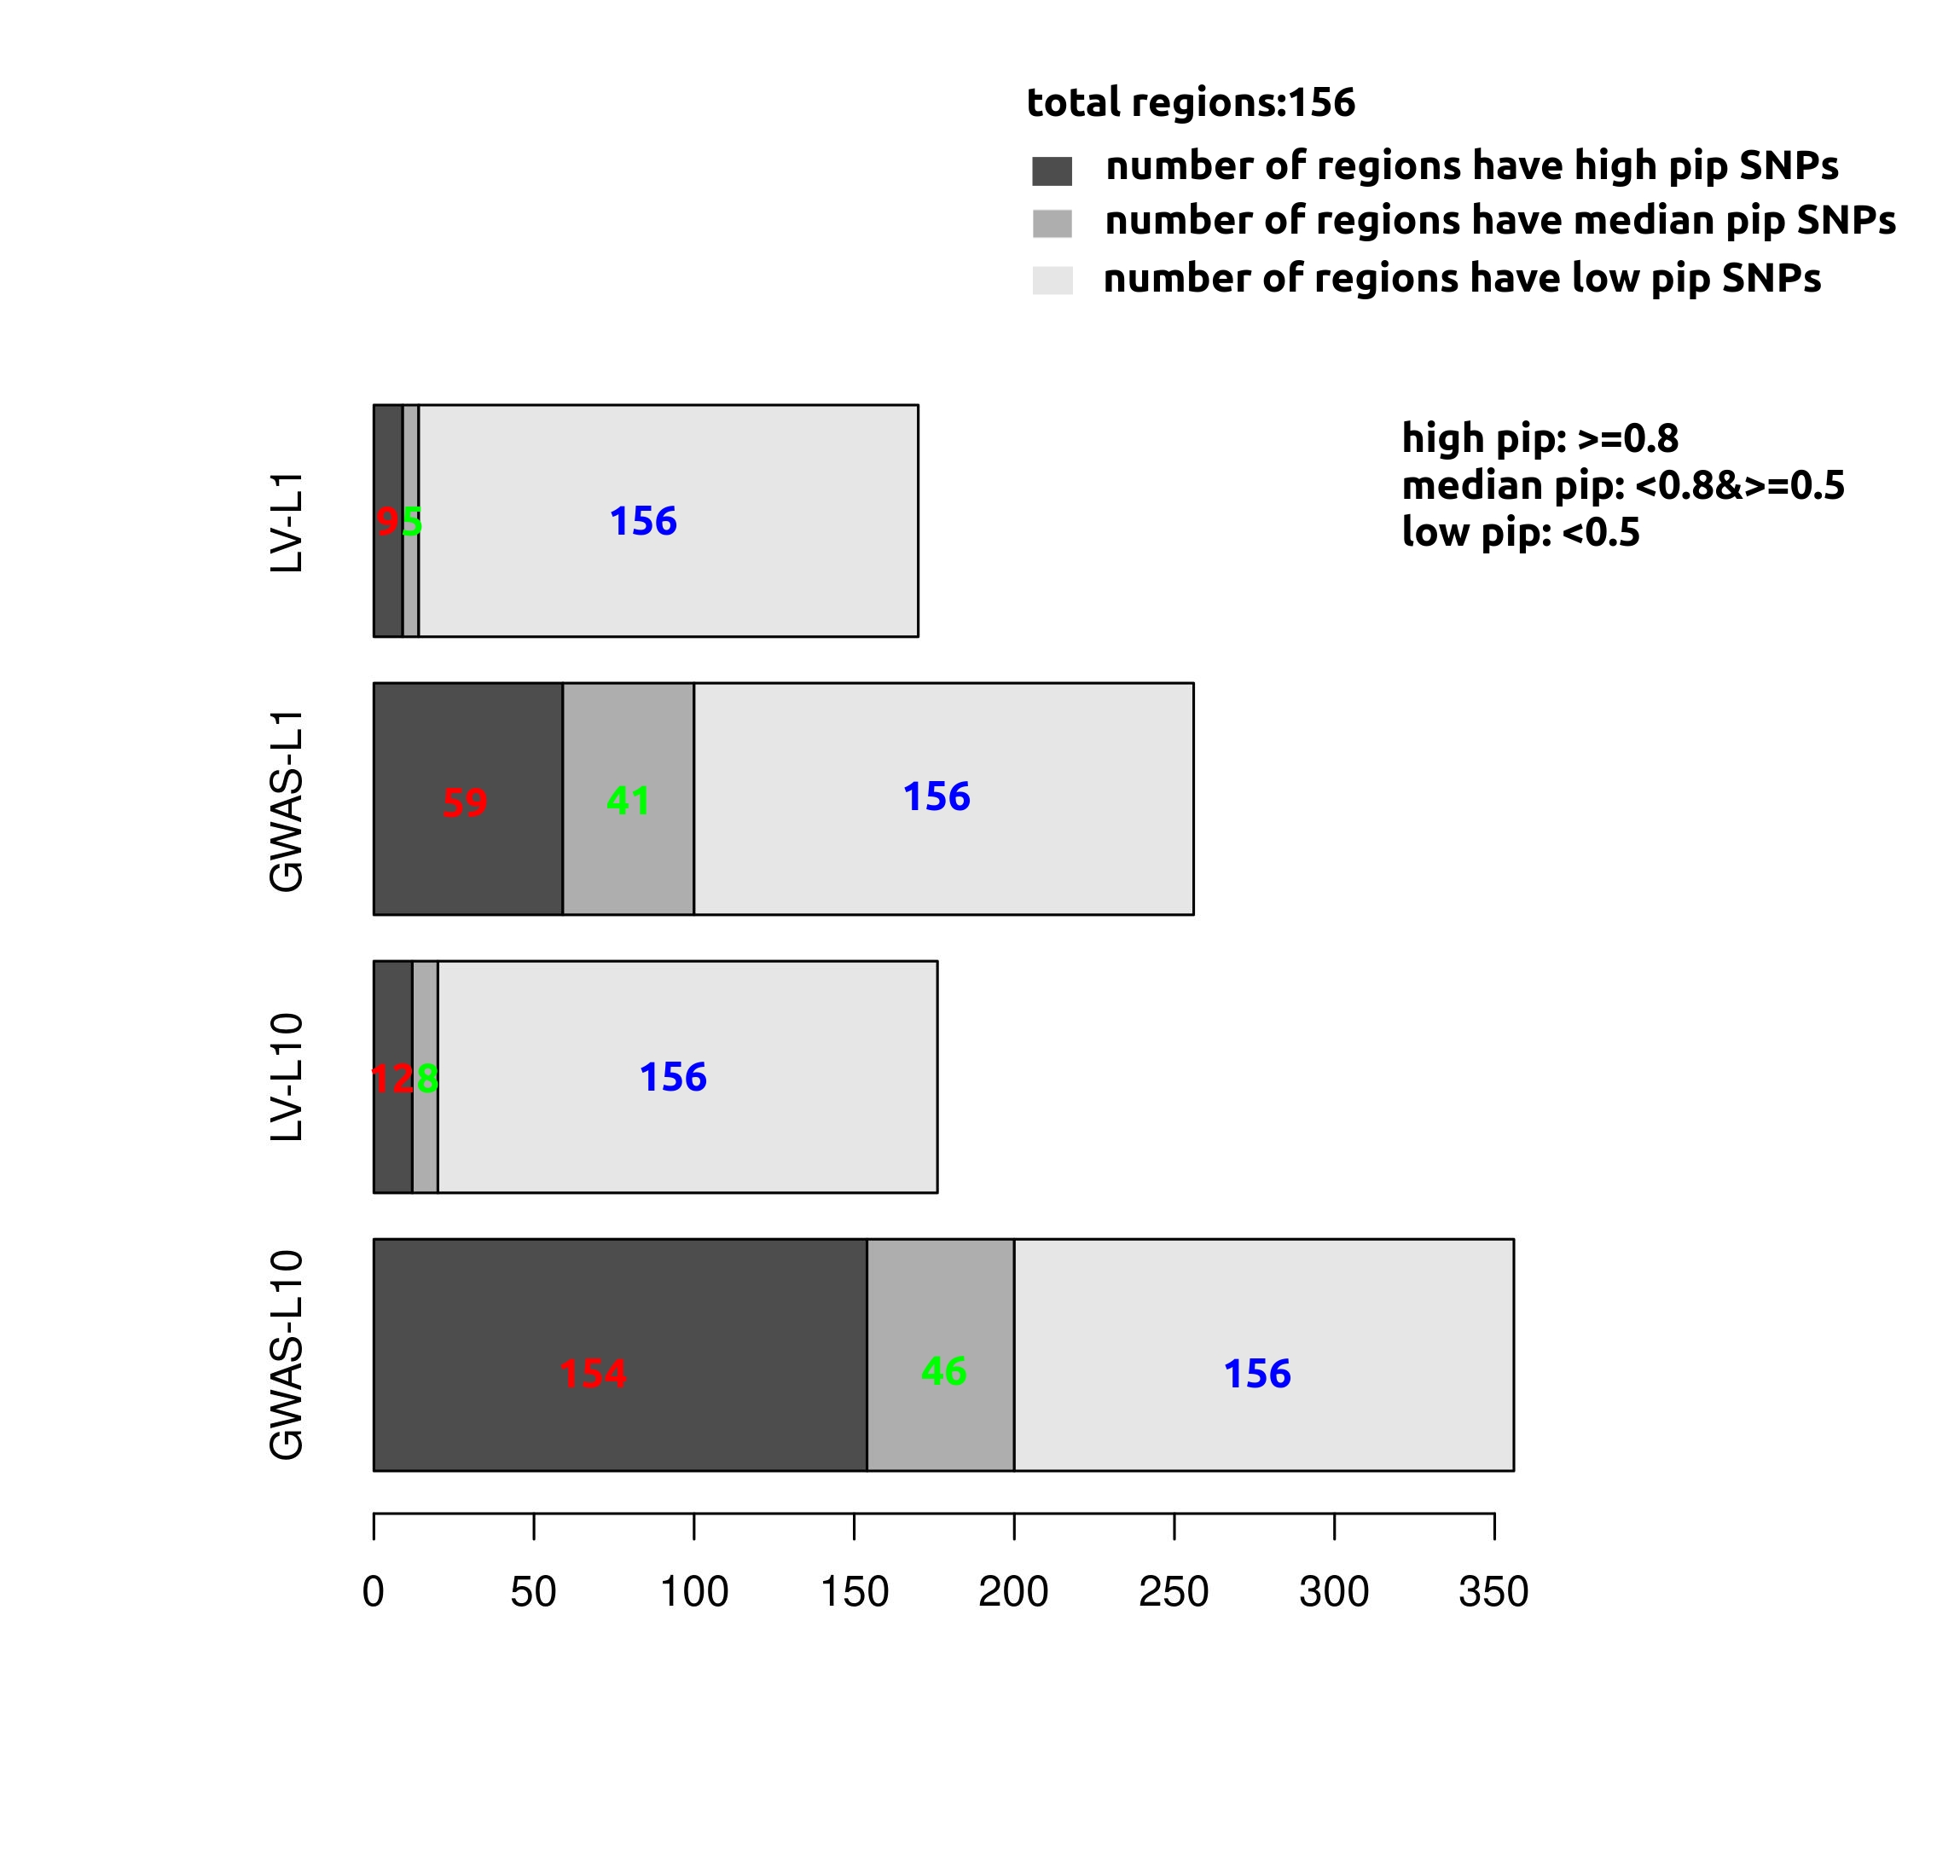 total regions:156
number of regions have high pip SNPs
number of regions have median pip SNPs
number of regions have low pip SNPs
high pip: >=0.8
median pip: <0.8&>=0.5
low pip: <0.5
LV-L1
9 5 156
GWAS-L1
59 41 156
LV-L10
12 8 156
GWAS-L10
154 46 156
0 50 100 150 200 250 300 350